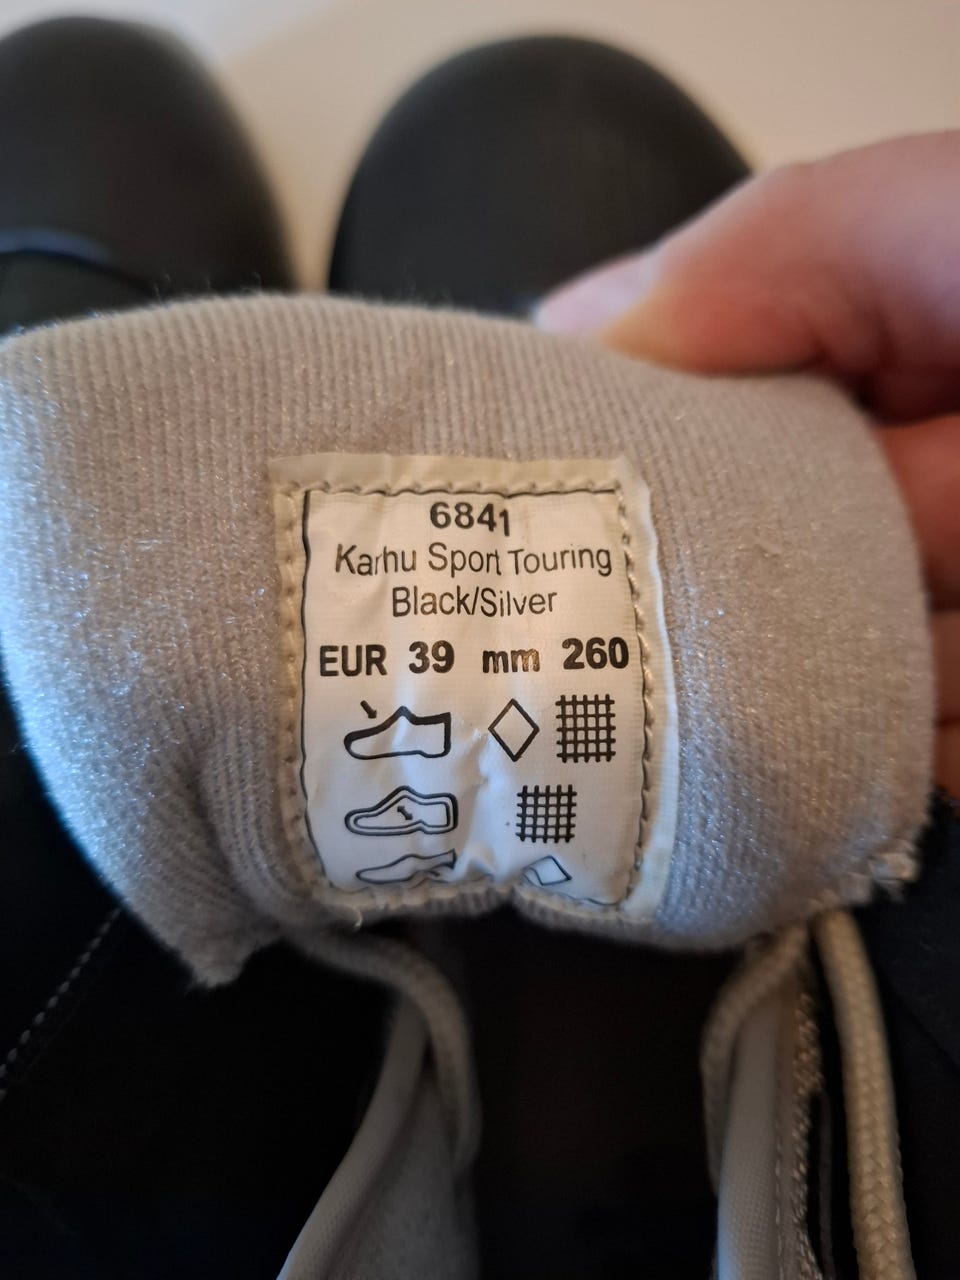 6841
Karhu Sport Touring
Black/Silver
EUR 39 mm 260